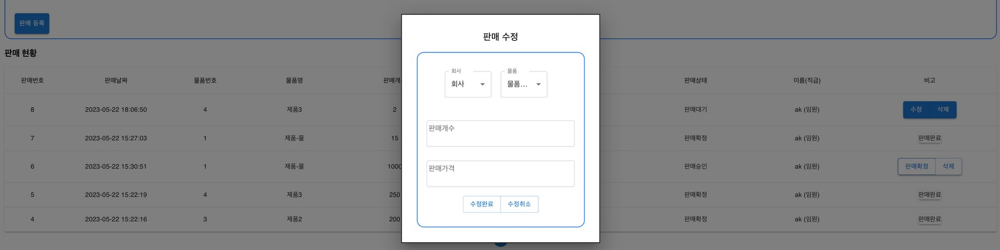 판매 등록
판매 현황
판매번호 판매날짜 물품번호 물품명 판매개 판매상태 이름(직급) 비고
8 2023-05-22 18:06:50 4 제품3 2 판매대기 ak (임원) 수정 삭제
7 2023-05-22 15:27:03 1 제품-물 15 판매확정 ak (임원) 판매완료
6 2023-05-22 15:30:51 1 제품-물 1000 판매승인 ak (임원) 판매확정 삭제
5 2023-05-22 15:22:19 4 제품3 250 판매확정 ak (임원) 판매완료
4 2023-05-22 15:22:16 3 제품2 200 판매확정 ak (임원) 판매완료
판매 수정
회사 물품
회사 물품...
판매개수
판매가격
수정완료 수정취소